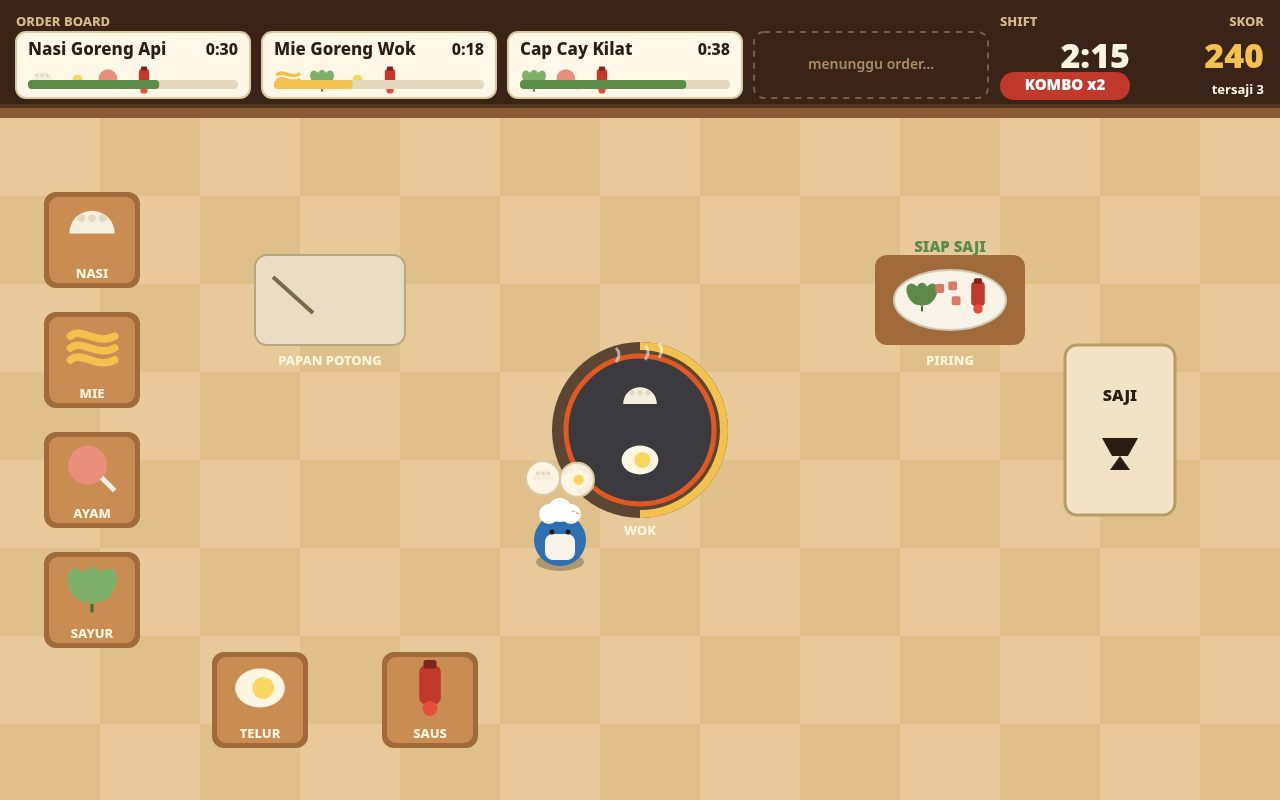 ORDER BOARD
Nasi Goreng Api 0:30
Mie Goreng Wok 0:18
Cap Cay Kilat 0:38
menunggu order...
SHIFT
2:15
KOMBO x2
SKOR
240
tersaji 3
NASI
MIE
AYAM
SAYUR
TELUR
SAUS
PAPAN POTONG
WOK
SIAP SAJI
PIRING
SAJI